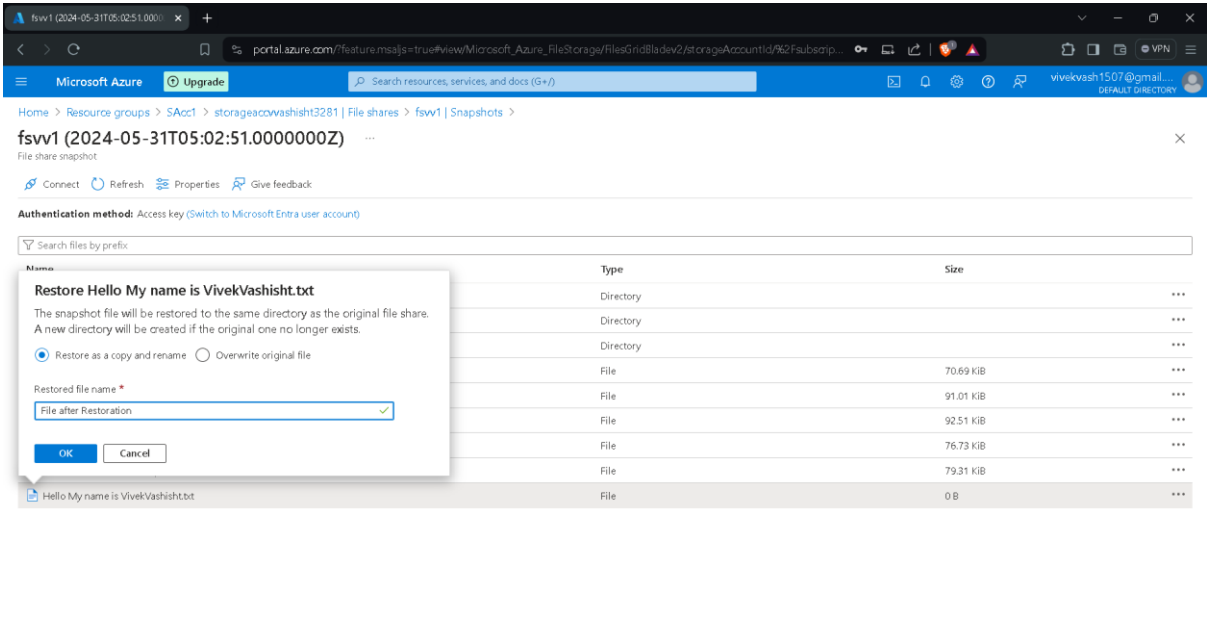 fsvv1 (2024-05-31T05:02:51.0000
portal.azure.com/?feature.msaljs=true#view/Microsoft_Azure_FileStorage/FilesGridBladev2/storageAccountId/%2Fsubscrip...
VPN
Microsoft Azure
Upgrade
Search resources, services, and docs (G+/)
vivekvash1507@gmail....
DEFAULT DIRECTORY
Home > Resource groups > SAcc1 > storageaccvvashisht3281 | File shares > fsvv1 | Snapshots >
fsvv1 (2024-05-31T05:02:51.0000000Z) ...
File share snapshot
Connect Refresh Properties Give feedback
Authentication method: Access key (Switch to Microsoft Entra user account)
Search files by prefix
Name Type Size
Restore Hello My name is VivekVashisht.txt
The snapshot file will be restored to the same directory as the original file share.
A new directory will be created if the original one no longer exists.
Restore as a copy and rename Overwrite original file
Restored file name *
File after Restoration
OK Cancel
Directory
Directory
Directory
File 70.69 KiB
File 91.01 KiB
File 92.51 KiB
File 76.73 KiB
File 79.31 KiB
Hello My name is VivekVashisht.txt File 0 B